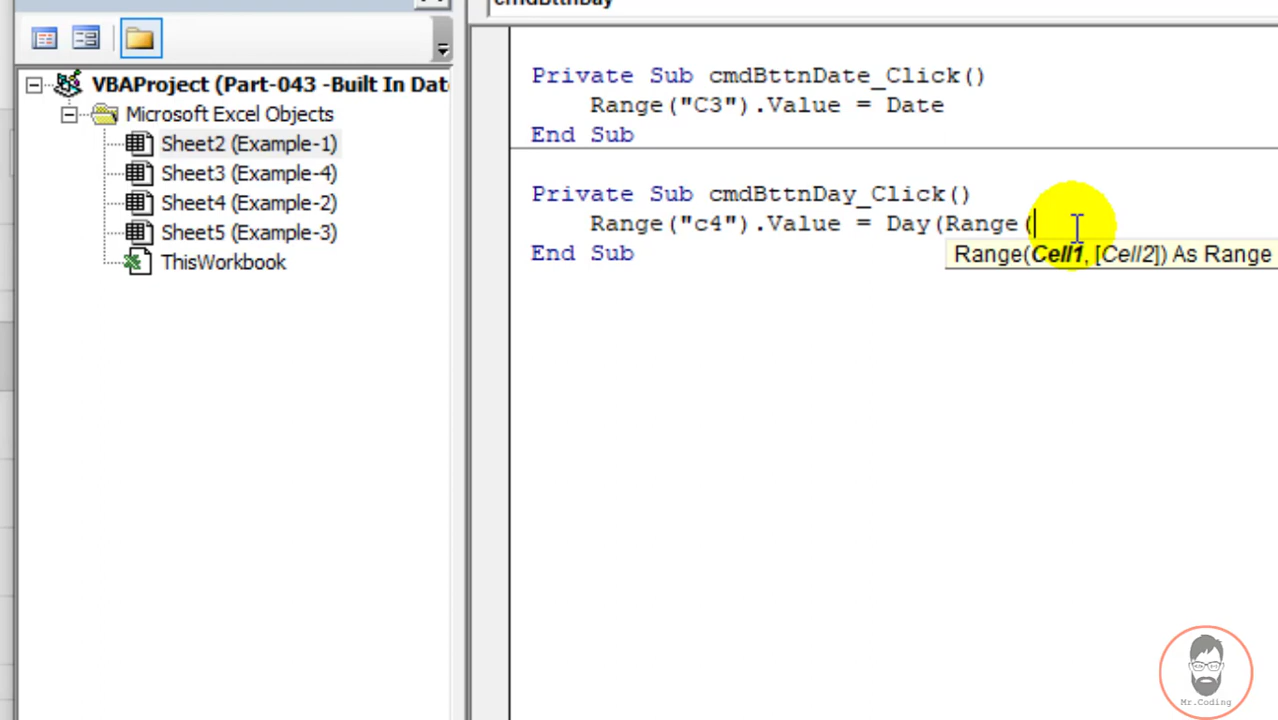 cmdBttnDay
VBAProject (Part-043 -Built In Dat
Microsoft Excel Objects
Sheet2 (Example-1)
Sheet3 (Example-4)
Sheet4 (Example-2)
Sheet5 (Example-3)
ThisWorkbook
Private Sub cmdBttnDate_Click()
Range("C3").Value = Date
End Sub
Private Sub cmdBttnDay_Click()
Range("c4").Value = Day(Range(
Range(Cell1, [Cell2]) As Range
End Sub
Mr.Coding